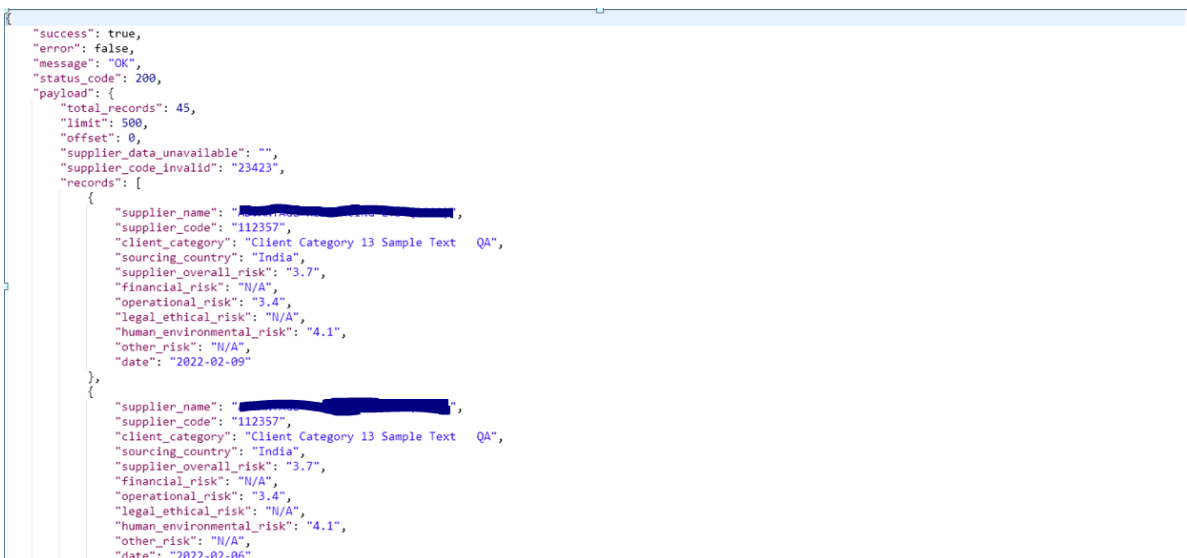 {
"success": true,
"error": false,
"message": "OK",
"status_code": 200,
"payload": {
"total_records": 45,
"limit": 500,
"offset": 0,
"supplier_data_unavailable": "",
"supplier_code_invalid": "23423",
"records": [
{
"supplier_name": "
",
"supplier_code": "112357",
"client_category": "Client Category 13 Sample Text   QA",
"sourcing_country": "India",
"supplier_overall_risk": "3.7",
"financial_risk": "N/A",
"operational_risk": "3.4",
"legal_ethical_risk": "N/A",
"human_environmental_risk": "4.1",
"other_risk": "N/A",
"date": "2022-02-09"
},
{
"supplier_name": "
",
"supplier_code": "112357",
"client_category": "Client Category 13 Sample Text   QA",
"sourcing_country": "India",
"supplier_overall_risk": "3.7",
"financial_risk": "N/A",
"operational_risk": "3.4",
"legal_ethical_risk": "N/A",
"human_environmental_risk": "4.1",
"other_risk": "N/A",
"date": "2022-02-06"